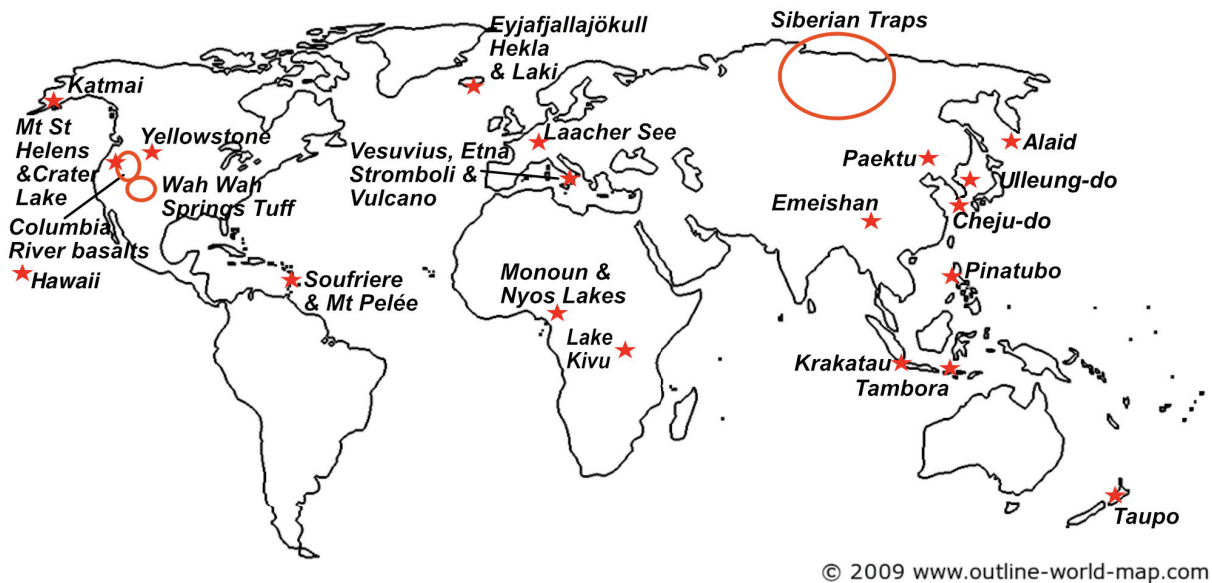 Siberian Traps
Eyjafjallajökull
Hekla
& Laki
Katmai
Mt St
Helens
&Crater
Lake
Yellowstone
Wah Wah
Springs Tuff
Columbia
River basalts
Hawaii
Soufriere
& Mt Pelée
Laacher See
Vesuvius, Etna
Stromboli &
Vulcano
Monoun &
Nyos Lakes
Lake
Kivu
Alaid
Paektu
Ulleung-do
Emeishan
Cheju-do
Pinatubo
Krakatau
Tambora
Taupo
© 2009 www.outline-world-map.com